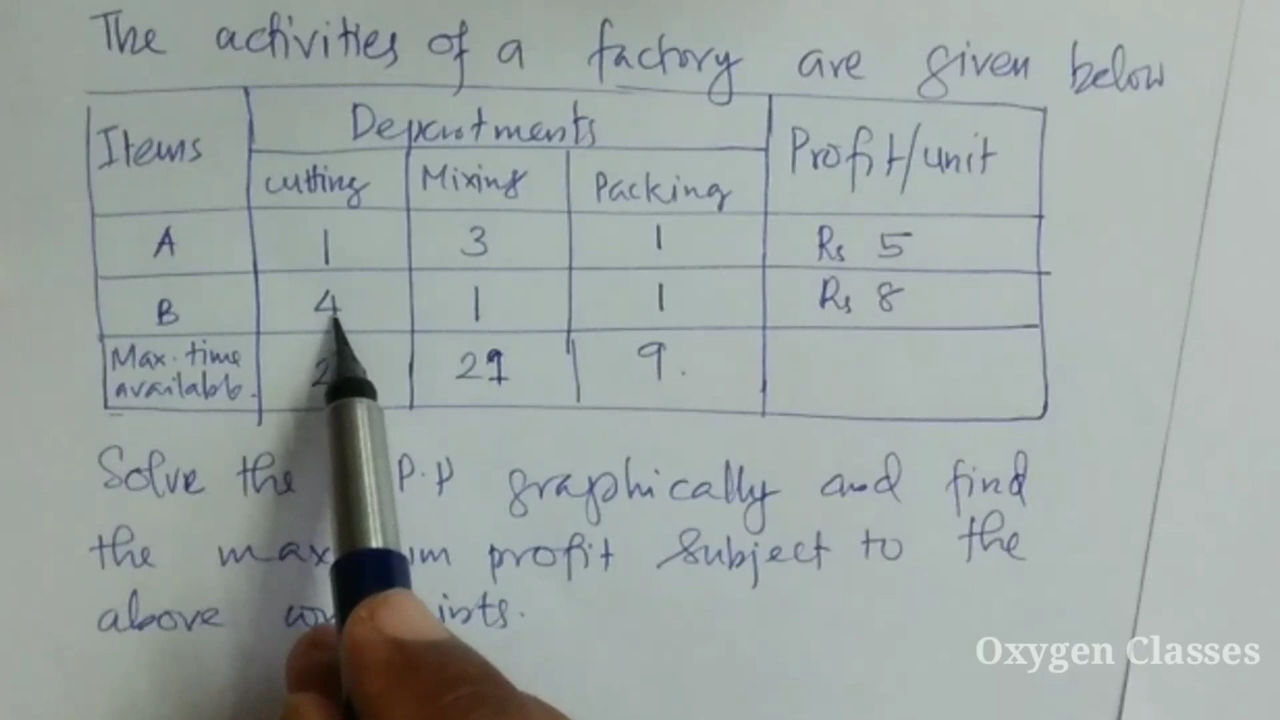 The activities of a factory are given below
Items Departments Profit/unit
cutting Mixing Packing
A 1 3 1 Rs 5
B 4 1 1 Rs 8
Max. time
available. 21 9.
Solve the P.P graphically and find
the profit subject to the
above
Oxygen Classes